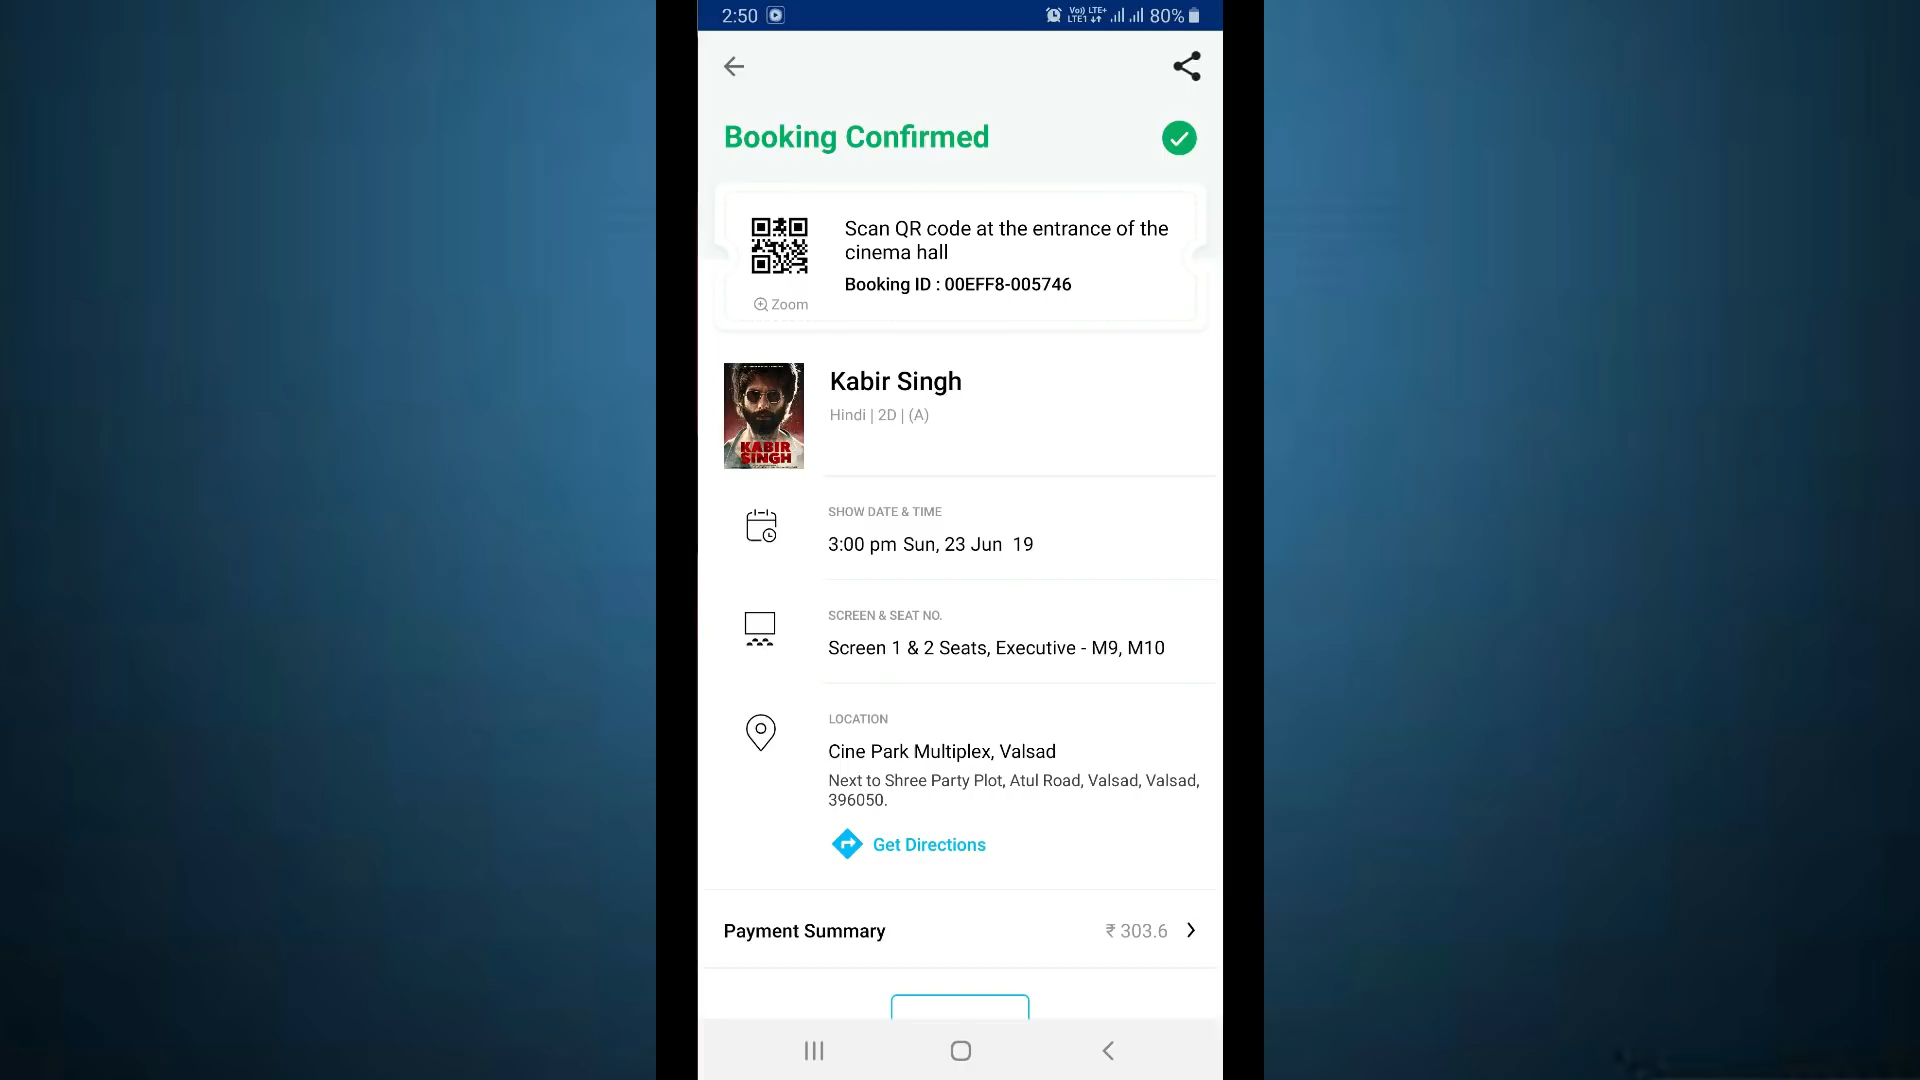 2:50
Vo)) LTE+
LTE1
80%
Booking Confirmed
Scan QR code at the entrance of the
cinema hall
Booking ID : 00EFF8-005746
Zoom
Kabir Singh
Hindi | 2D | (A)
KABIR
SINGH
SHOW DATE & TIME
3:00 pm Sun, 23 Jun 19
SCREEN & SEAT NO.
Screen 1 & 2 Seats, Executive - M9, M10
LOCATION
Cine Park Multiplex, Valsad
Next to Shree Party Plot, Atul Road, Valsad, Valsad,
396050.
Get Directions
Payment Summary
₹ 303.6